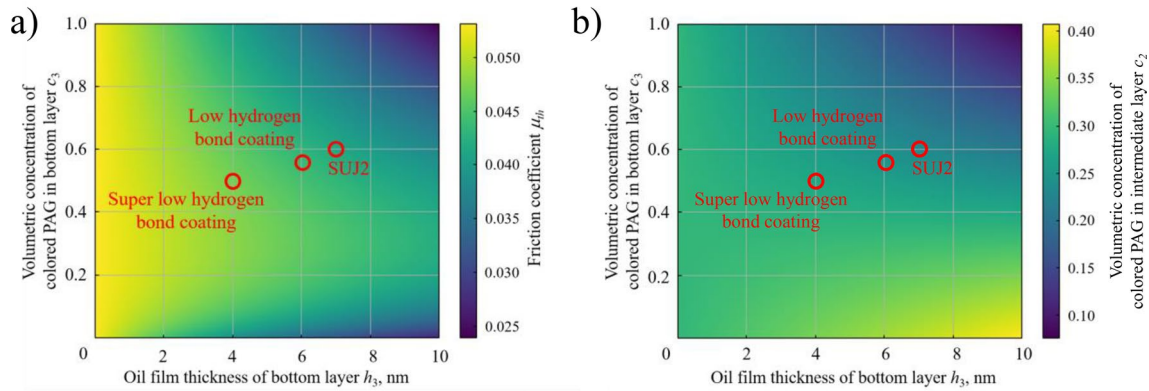 a)
Volumetric concentration of
colored PAG in bottom layer c3
1.0
0.8
0.6
0.4
0.2
0
2
4
6
8
10
Oil film thickness of bottom layer h3, nm
Low hydrogen
bond coating
SUJ2
Super low hydrogen
bond coating
0.050
0.045
0.040
0.035
0.030
0.024
Friction coefficient μth
b)
Volumetric concentration of
colored PAG in bottom layer c3
1.0
0.8
0.6
0.4
0.2
0
2
4
6
8
10
Oil film thickness of bottom layer h3, nm
Low hydrogen
bond coating
SUJ2
Super low hydrogen
bond coating
0.40
0.35
0.30
0.25
0.20
0.15
0.10
Volumetric concentration of
colored PAG in intermediate layer c2